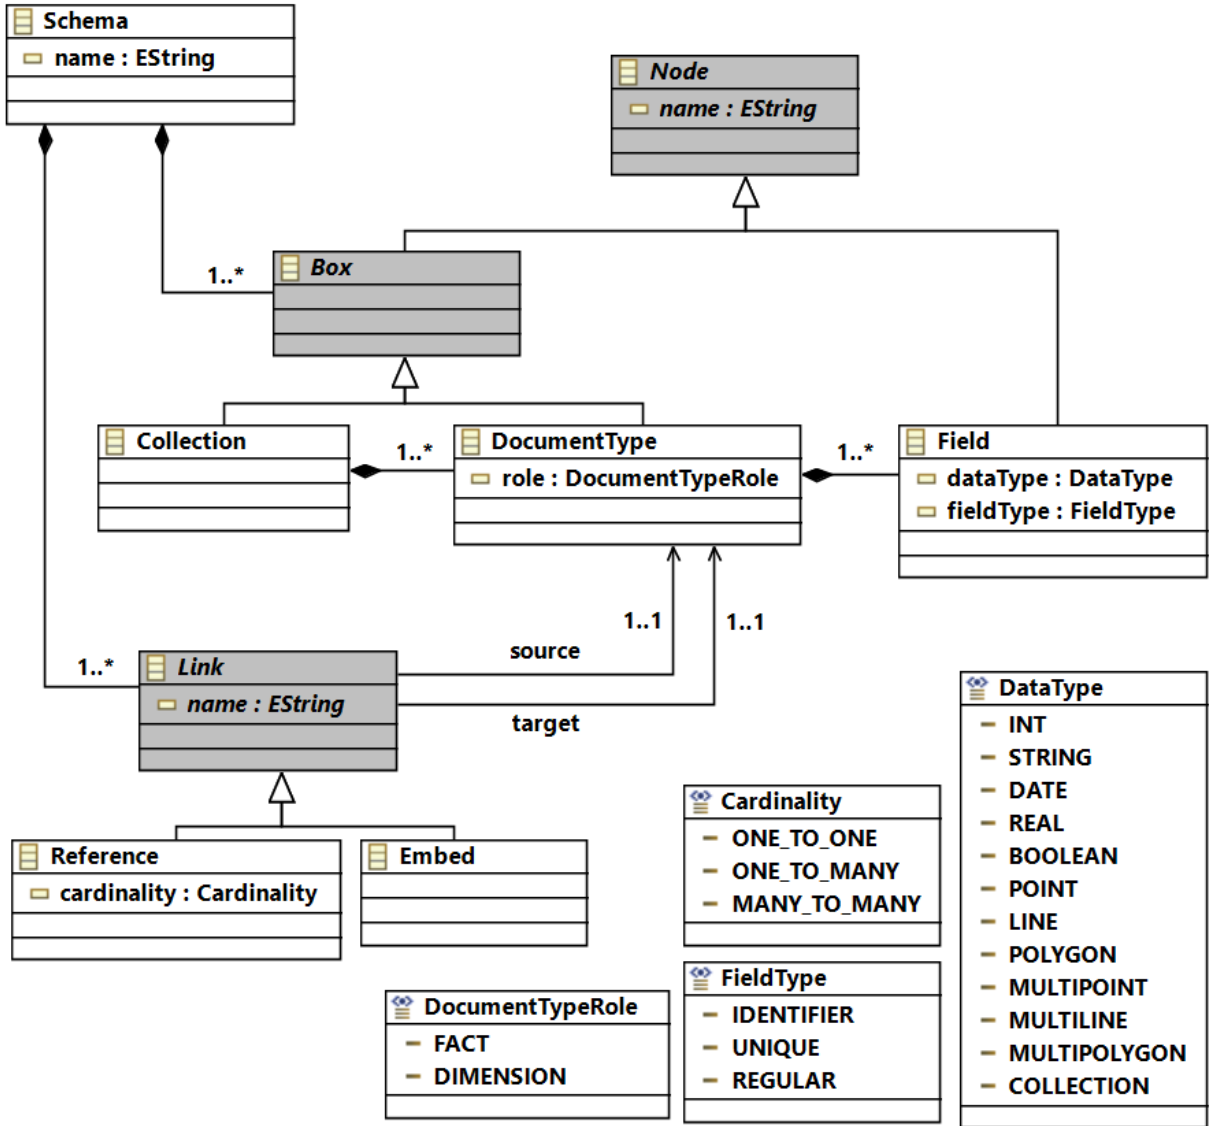 Schema
name : EString
Node
name : EString
Box
1..*
Collection
1..*
DocumentType
role : DocumentTypeRole
1..*
Field
dataType : DataType
fieldType : FieldType
1..1
1..1
source
target
1..*
Link
name : EString
Reference
cardinality : Cardinality
Embed
Cardinality
ONE_TO_ONE
ONE_TO_MANY
MANY_TO_MANY
DataType
INT
STRING
DATE
REAL
BOOLEAN
POINT
LINE
POLYGON
MULTIPOINT
MULTILINE
MULTIPOLYGON
COLLECTION
DocumentTypeRole
FACT
DIMENSION
FieldType
IDENTIFIER
UNIQUE
REGULAR